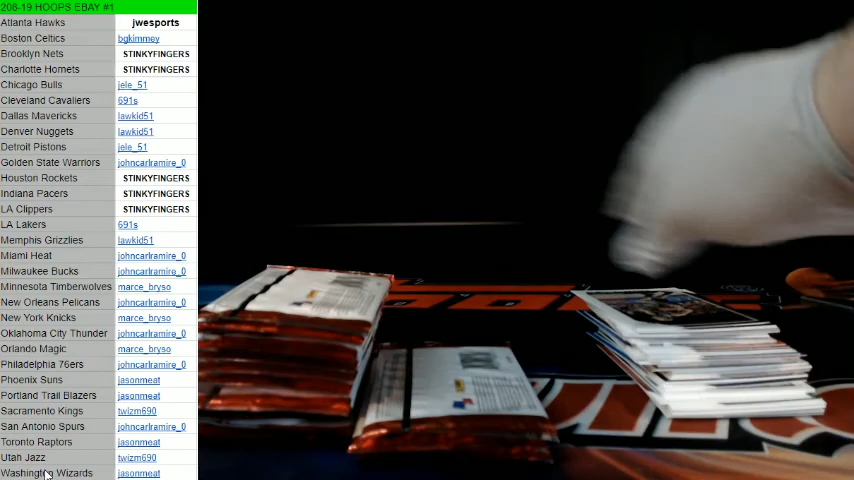 208-19 HOOPS EBAY #1
Atlanta Hawks jwesports
Boston Celtics bgkimmey
Brooklyn Nets STINKYFINGERS
Charlotte Hornets STINKYFINGERS
Chicago Bulls jele_51
Cleveland Cavaliers 691s
Dallas Mavericks lawkid51
Denver Nuggets lawkid51
Detroit Pistons jele_51
Golden State Warriors johncarlramire_0
Houston Rockets STINKYFINGERS
Indiana Pacers STINKYFINGERS
LA Clippers STINKYFINGERS
LA Lakers 691s
Memphis Grizzlies lawkid51
Miami Heat johncarlramire_0
Milwaukee Bucks johncarlramire_0
Minnesota Timberwolves marce_bryso
New Orleans Pelicans johncarlramire_0
New York Knicks marce_bryso
Oklahoma City Thunder johncarlramire_0
Orlando Magic marce_bryso
Philadelphia 76ers johncarlramire_0
Phoenix Suns jasonmeat
Portland Trail Blazers jasonmeat
Sacramento Kings twizm690
San Antonio Spurs johncarlramire_0
Toronto Raptors jasonmeat
Utah Jazz twizm690
Washington Wizards jasonmeat